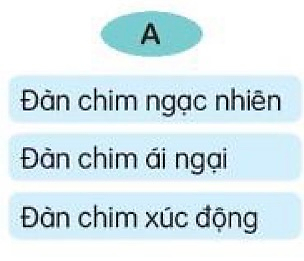 A
Đàn chim ngạc nhiên
Đàn chim ái ngại
Đàn chim xúc động